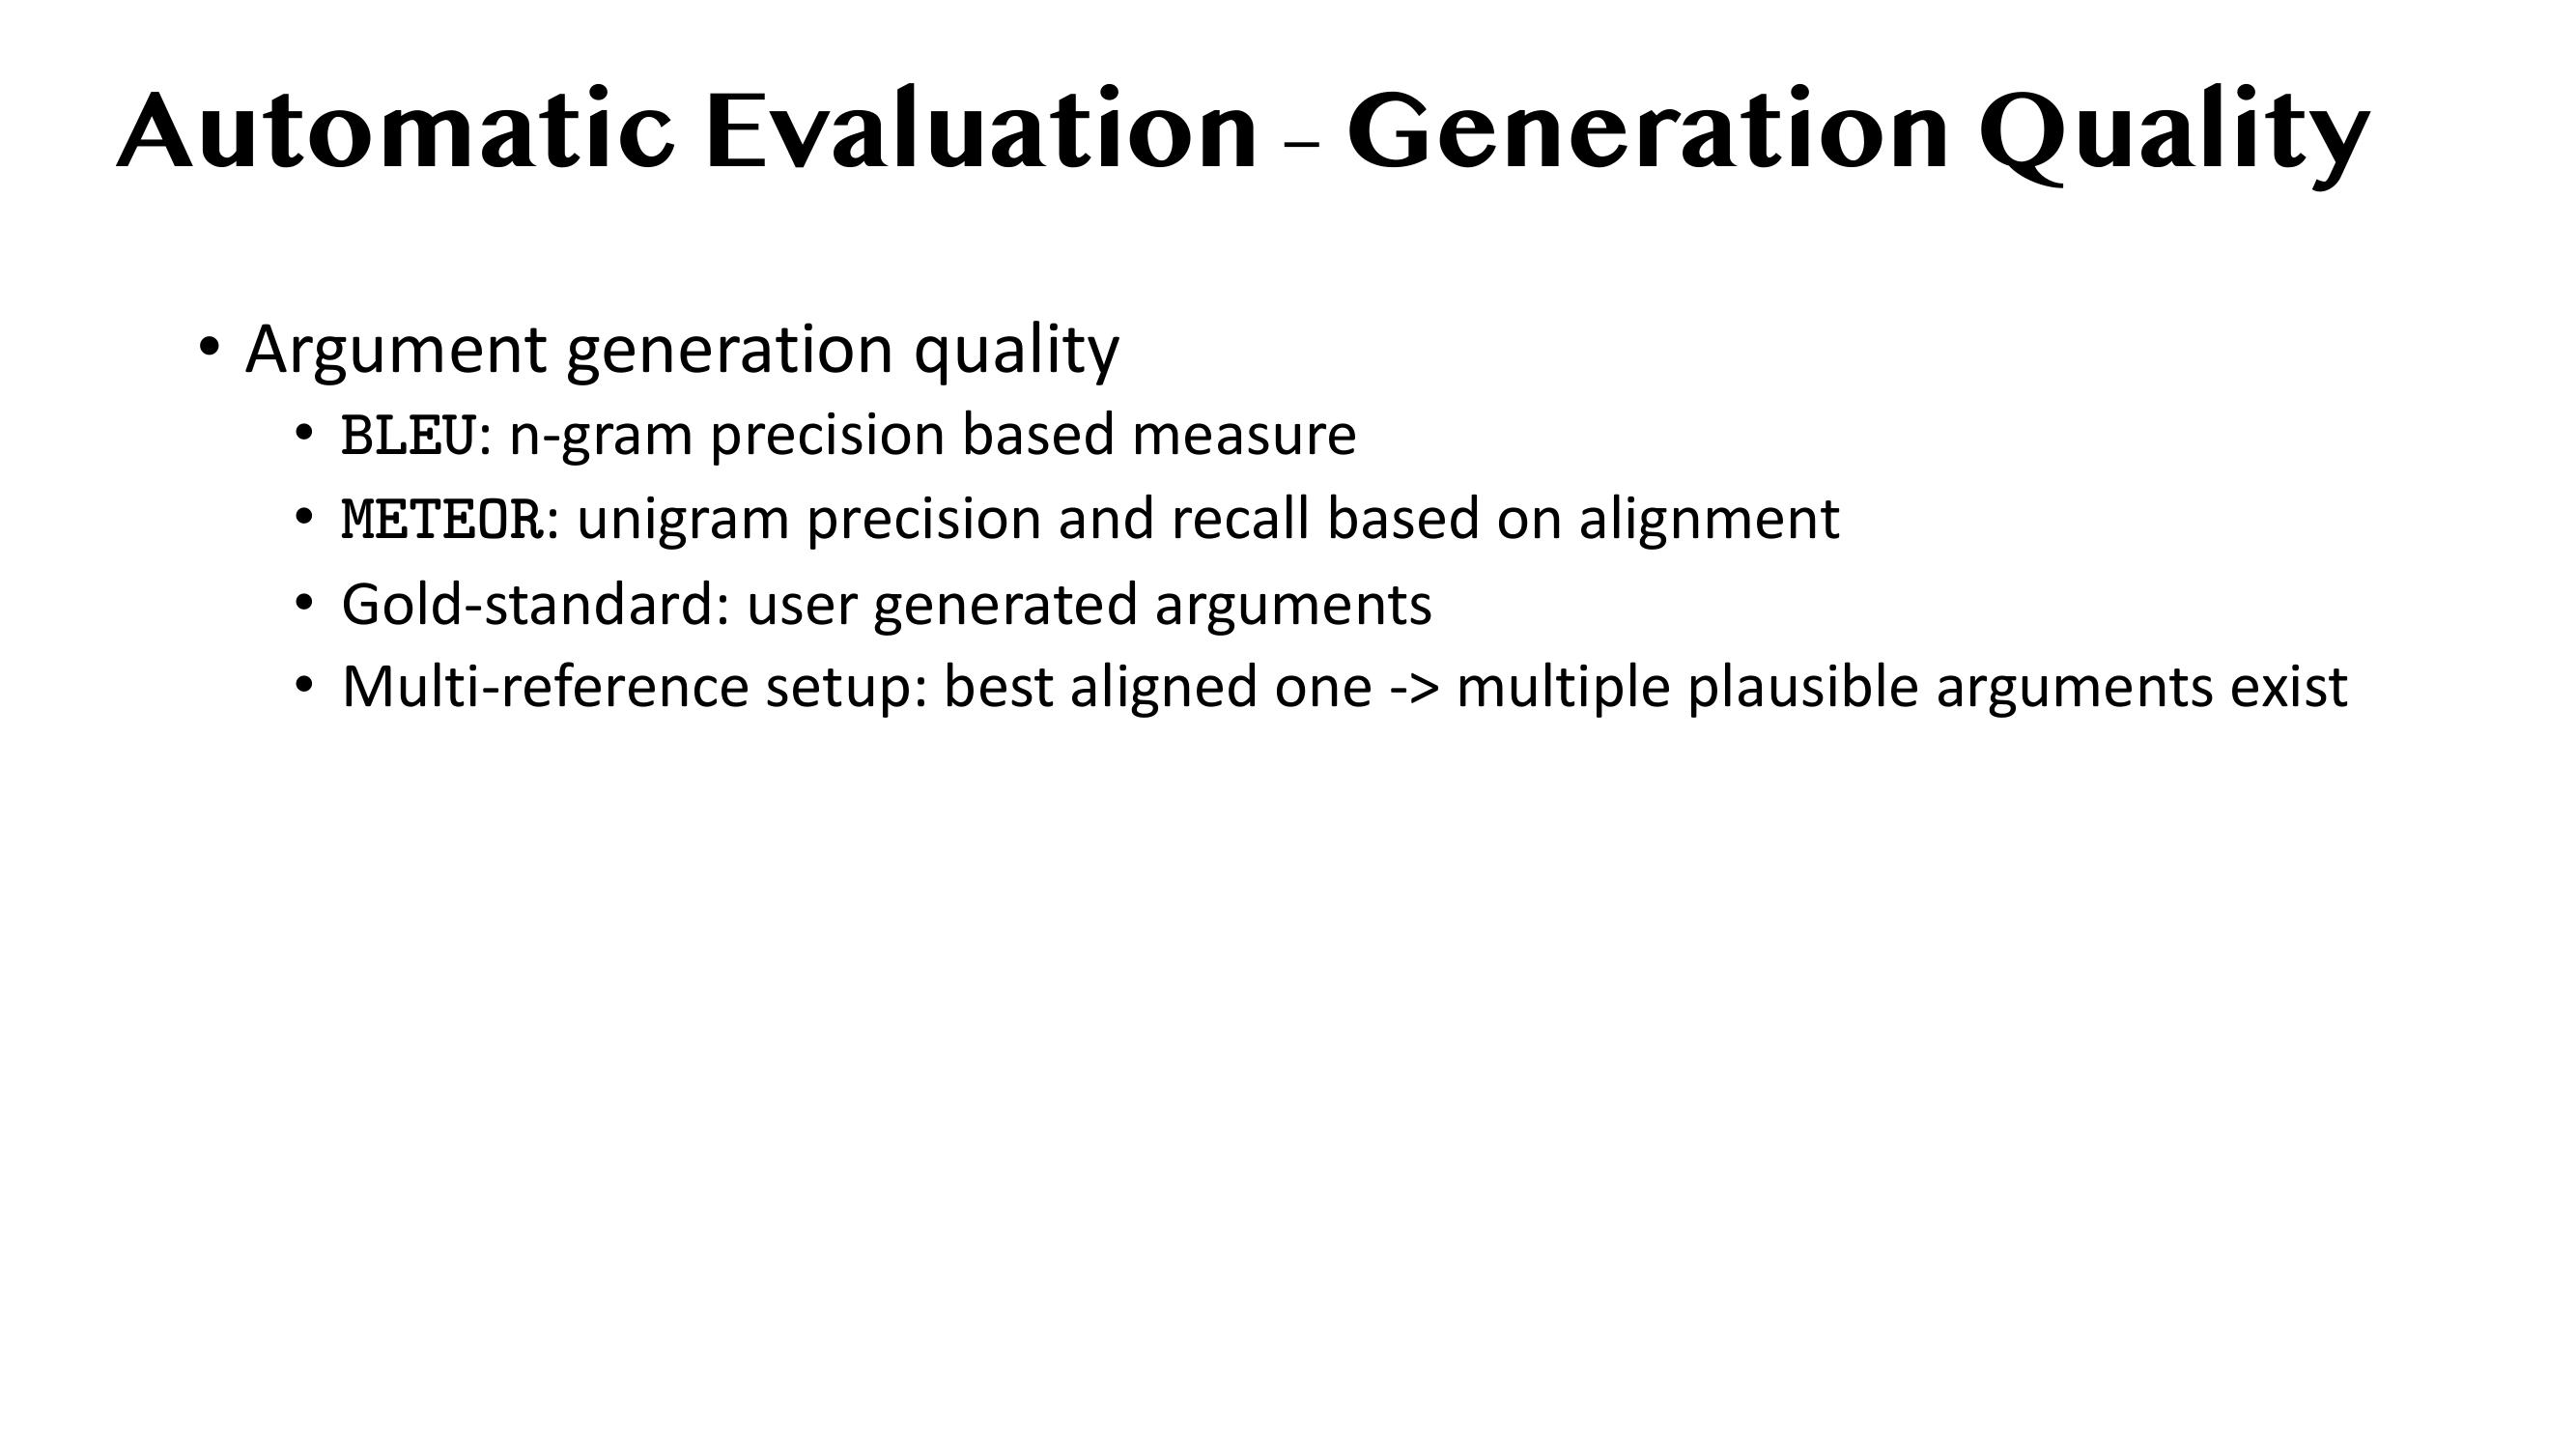 Automatic Evaluation – Generation Quality
• Argument generation quality
• BLEU: n-gram precision based measure
• METEOR: unigram precision and recall based on alignment
• Gold-standard: user generated arguments
• Multi-reference setup: best aligned one -> multiple plausible arguments exist